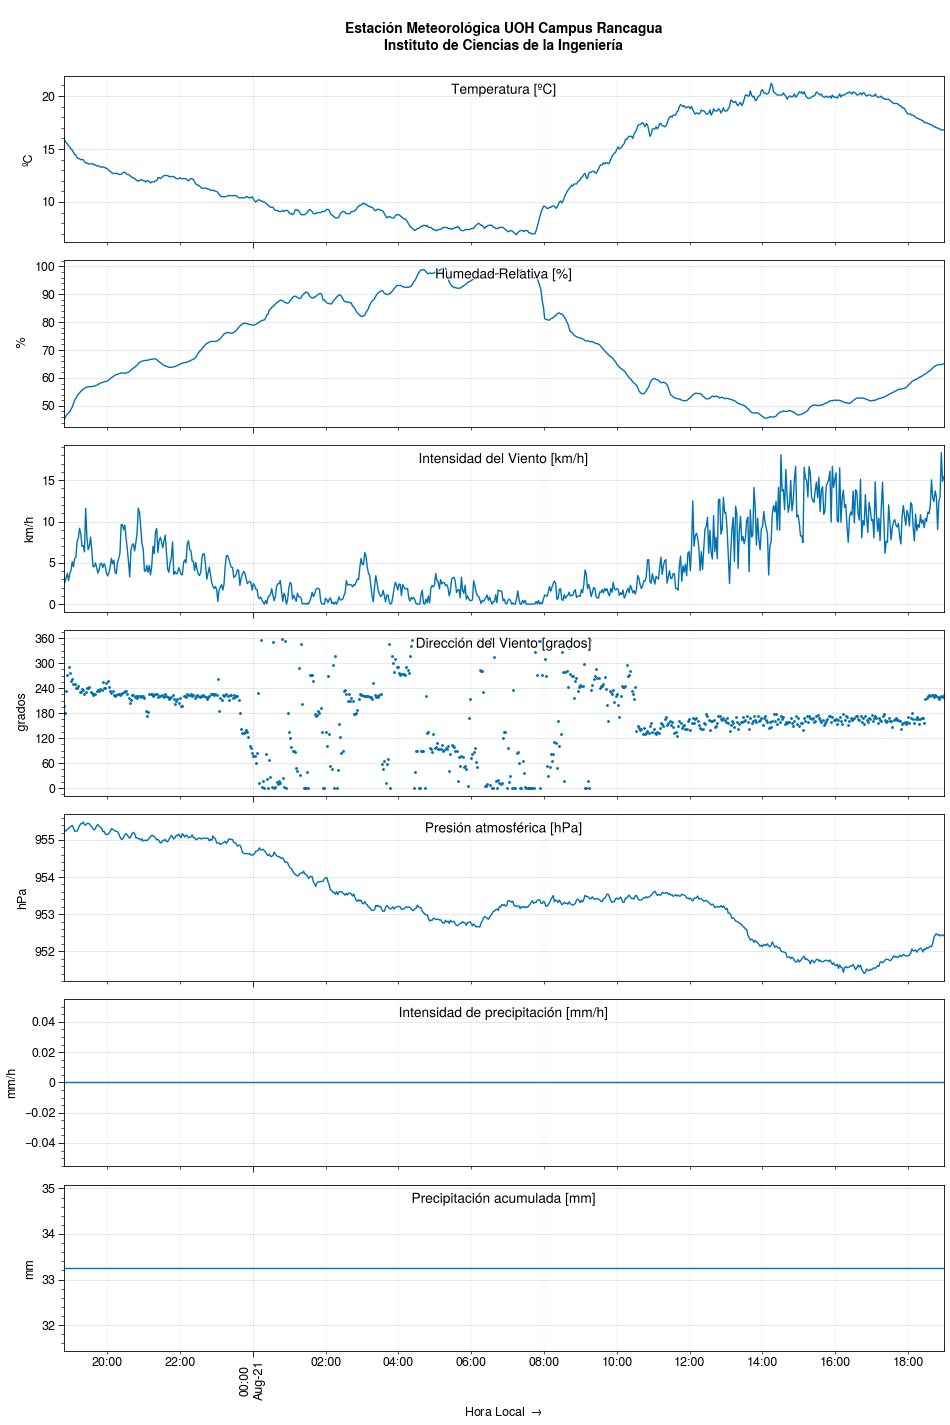 Estación Meteorológica UOH Campus Rancagua
Instituto de Ciencias de la Ingeniería
Temperatura [ºC]
ºC
20
15
10
Humedad Relativa [%]
%
100
90
80
70
60
50
Intensidad del Viento [km/h]
km/h
15
10
5
0
Dirección del Viento [grados]
grados
360
300
240
180
120
60
0
Presión atmosférica [hPa]
hPa
955
954
953
952
Intensidad de precipitación [mm/h]
mm/h
0.04
0.02
0
−0.02
−0.04
Precipitación acumulada [mm]
mm
35
34
33
32
20:00 22:00 00:00 02:00 04:00 06:00 08:00 10:00 12:00 14:00 16:00 18:00
Aug-21
Hora Local →